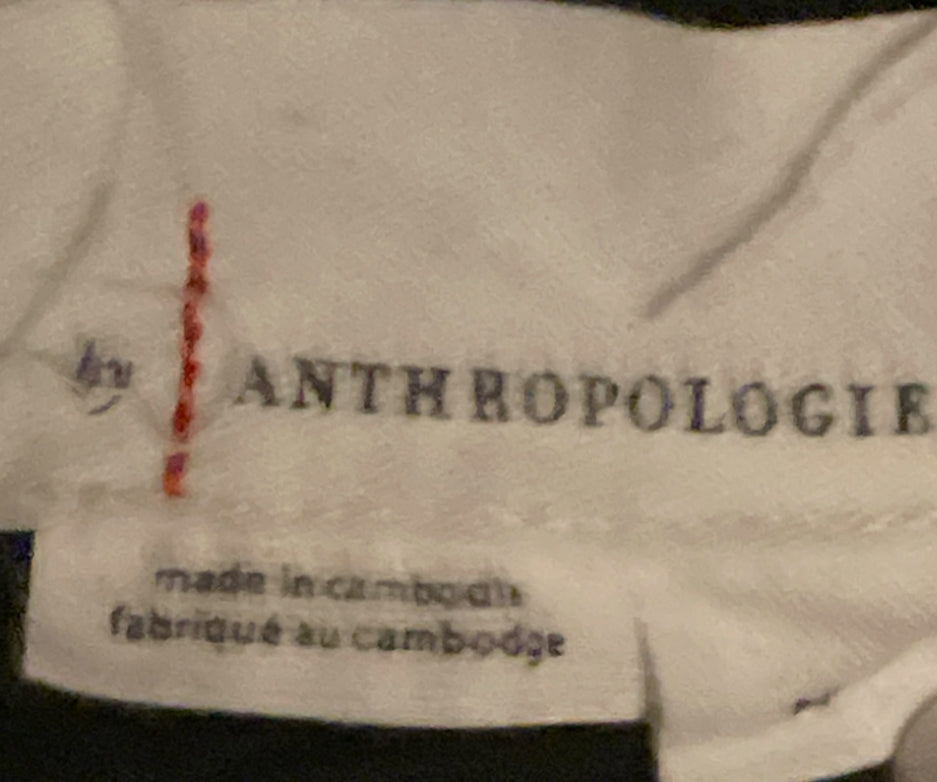 by ANTHROPOLOGIE
made in cambodia
fabriqué au cambodge